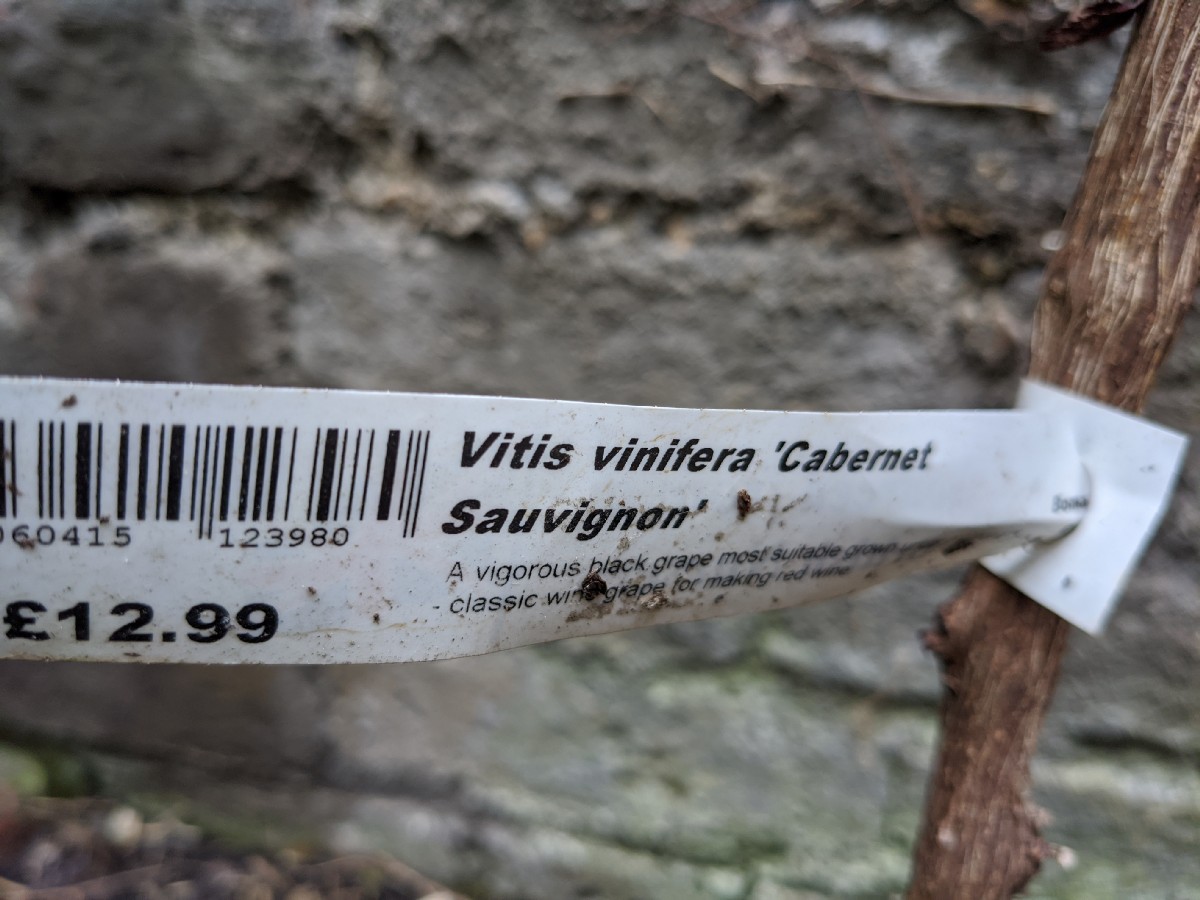 Vitis vinifera 'Cabernet
Sauvignon'
A vigorous black grape most suitable grown
classic wine grape for making red wine
060415 123980
£12.99